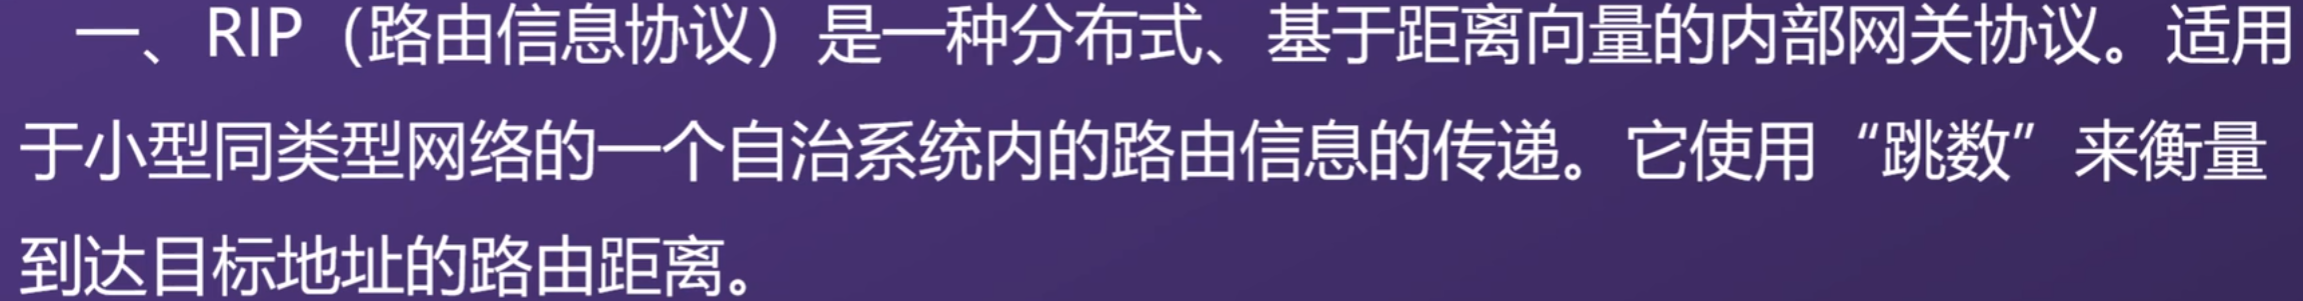 一、RIP（路由信息协议）是一种分布式、基于距离向量的内部网关协议。适用
于小型同类型网络的一个自治系统内的路由信息的传递。它使用“跳数”来衡量
到达目标地址的路由距离。